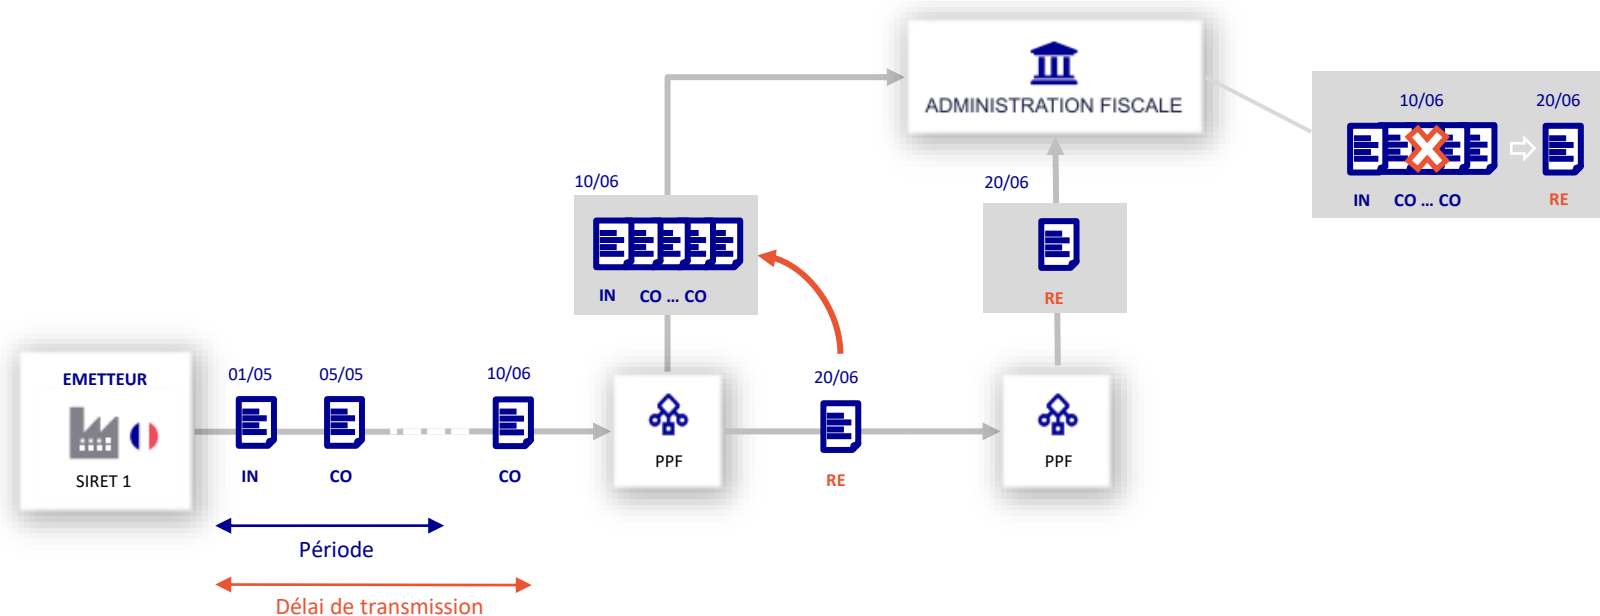 ADMINISTRATION FISCALE
10/06
20/06
IN
CO ... CO
RE
10/06
IN
CO ... CO
20/06
RE
EMETTEUR
SIRET 1
01/05
IN
05/05
CO
10/06
CO
PPF
20/06
RE
PPF
Période
Délai de transmission